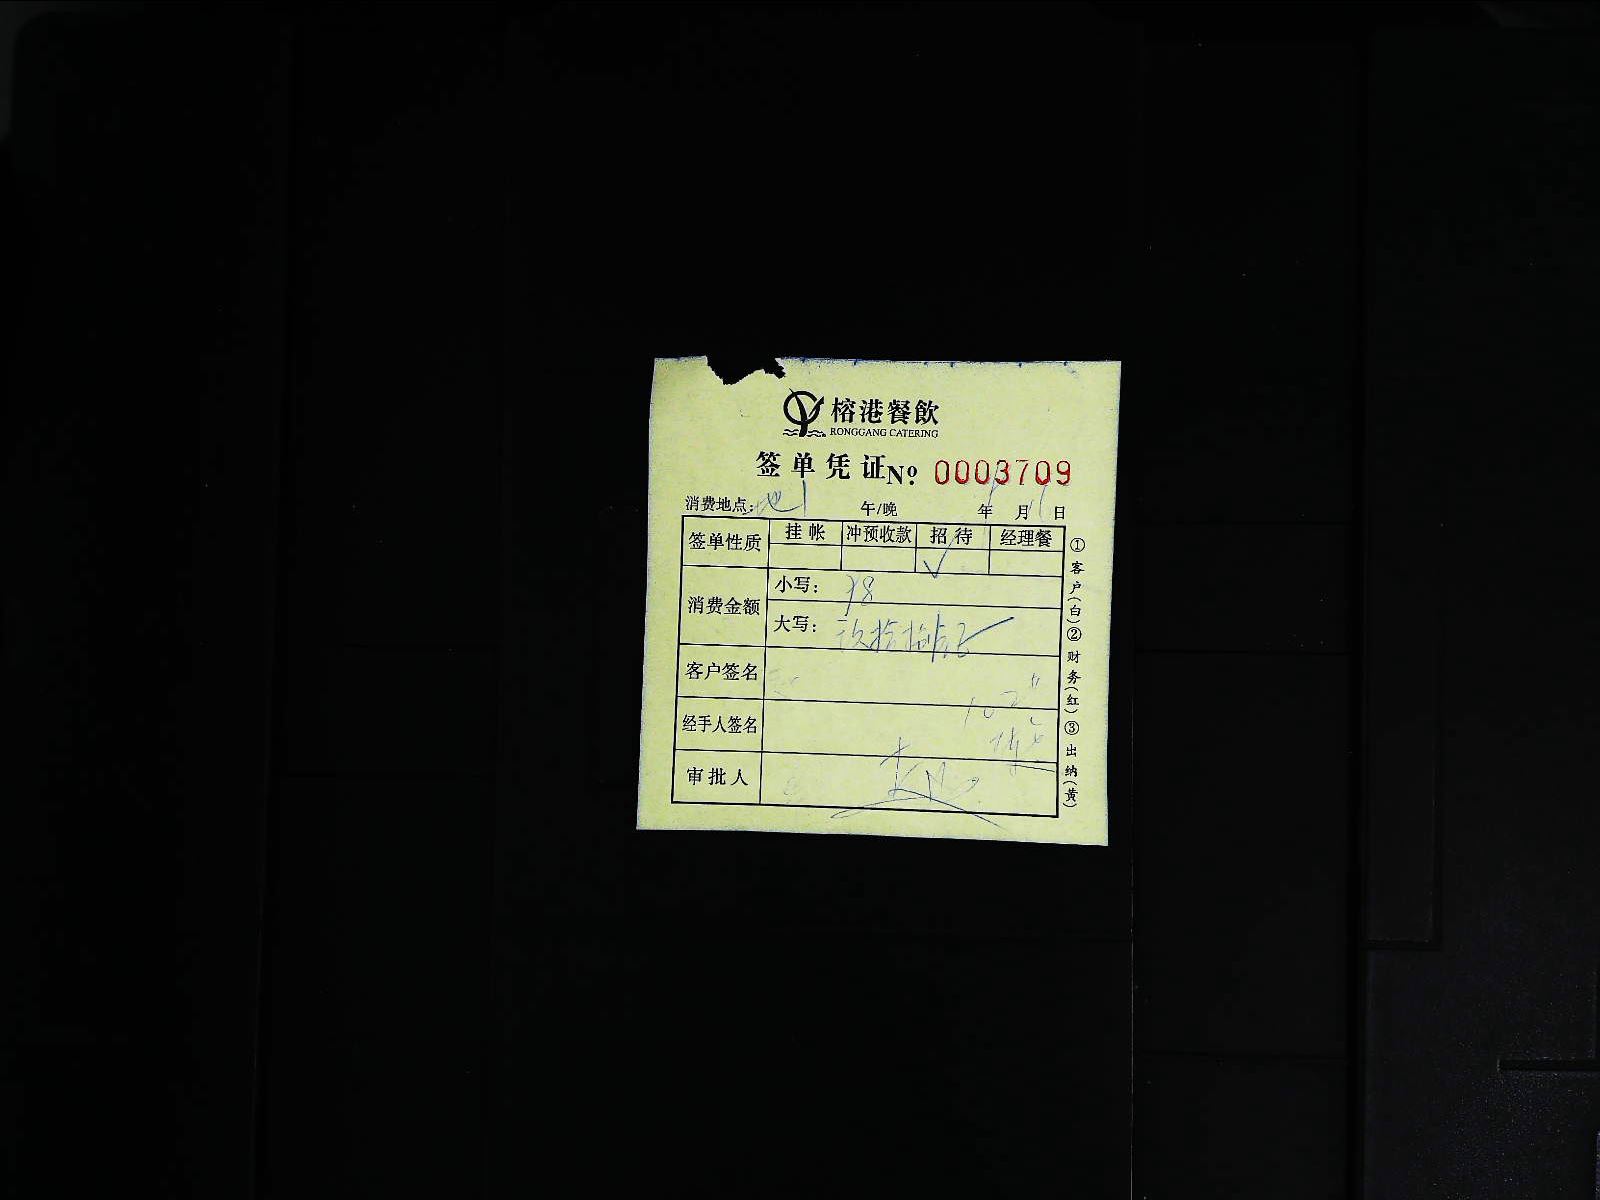 榕港餐飲
RONGGANG CATERING
签单凭证 Nº: 0003709
消费地点: 午/晚 年 月 日
签单性质 挂帐 冲预收款 招待 经理餐
✓
消费金额 小写: 98
大写:
客户签名
经手人签名
审批人
①客户(白)②财务(红)③出纳(黄)